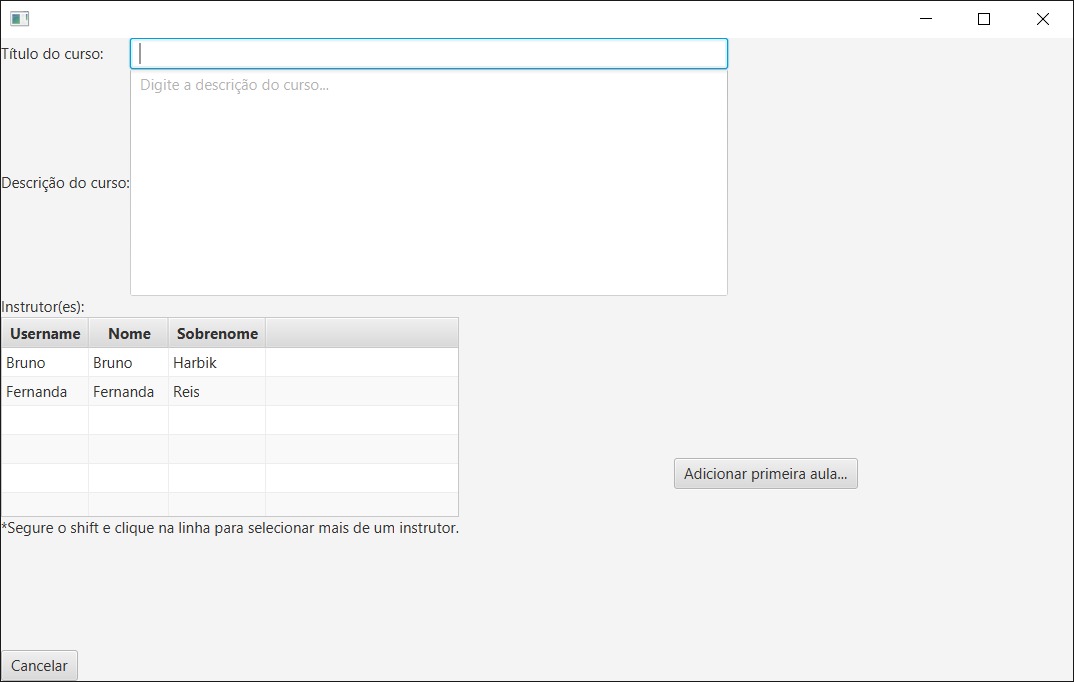 Título do curso:
Digite a descrição do curso...
Descrição do curso:
Instrutor(es):
Username Nome Sobrenome
Bruno Bruno Harbik
Fernanda Fernanda Reis
Adicionar primeira aula...
*Segure o shift e clique na linha para selecionar mais de um instrutor.
Cancelar